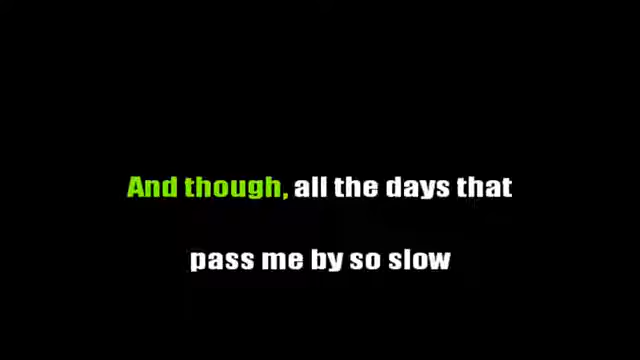 And though, all the days that
pass me by so slow